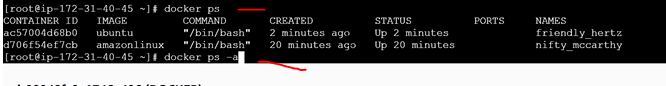 [root@ip-172-31-40-45 ~]# docker ps
CONTAINER ID IMAGE COMMAND CREATED STATUS PORTS NAMES
ac57004d68b0 ubuntu "/bin/bash" 2 minutes ago Up 2 minutes friendly_hertz
d706f54ef7cb amazonlinux "/bin/bash" 20 minutes ago Up 20 minutes nifty_mccarthy
[root@ip-172-31-40-45 ~]# docker ps -a